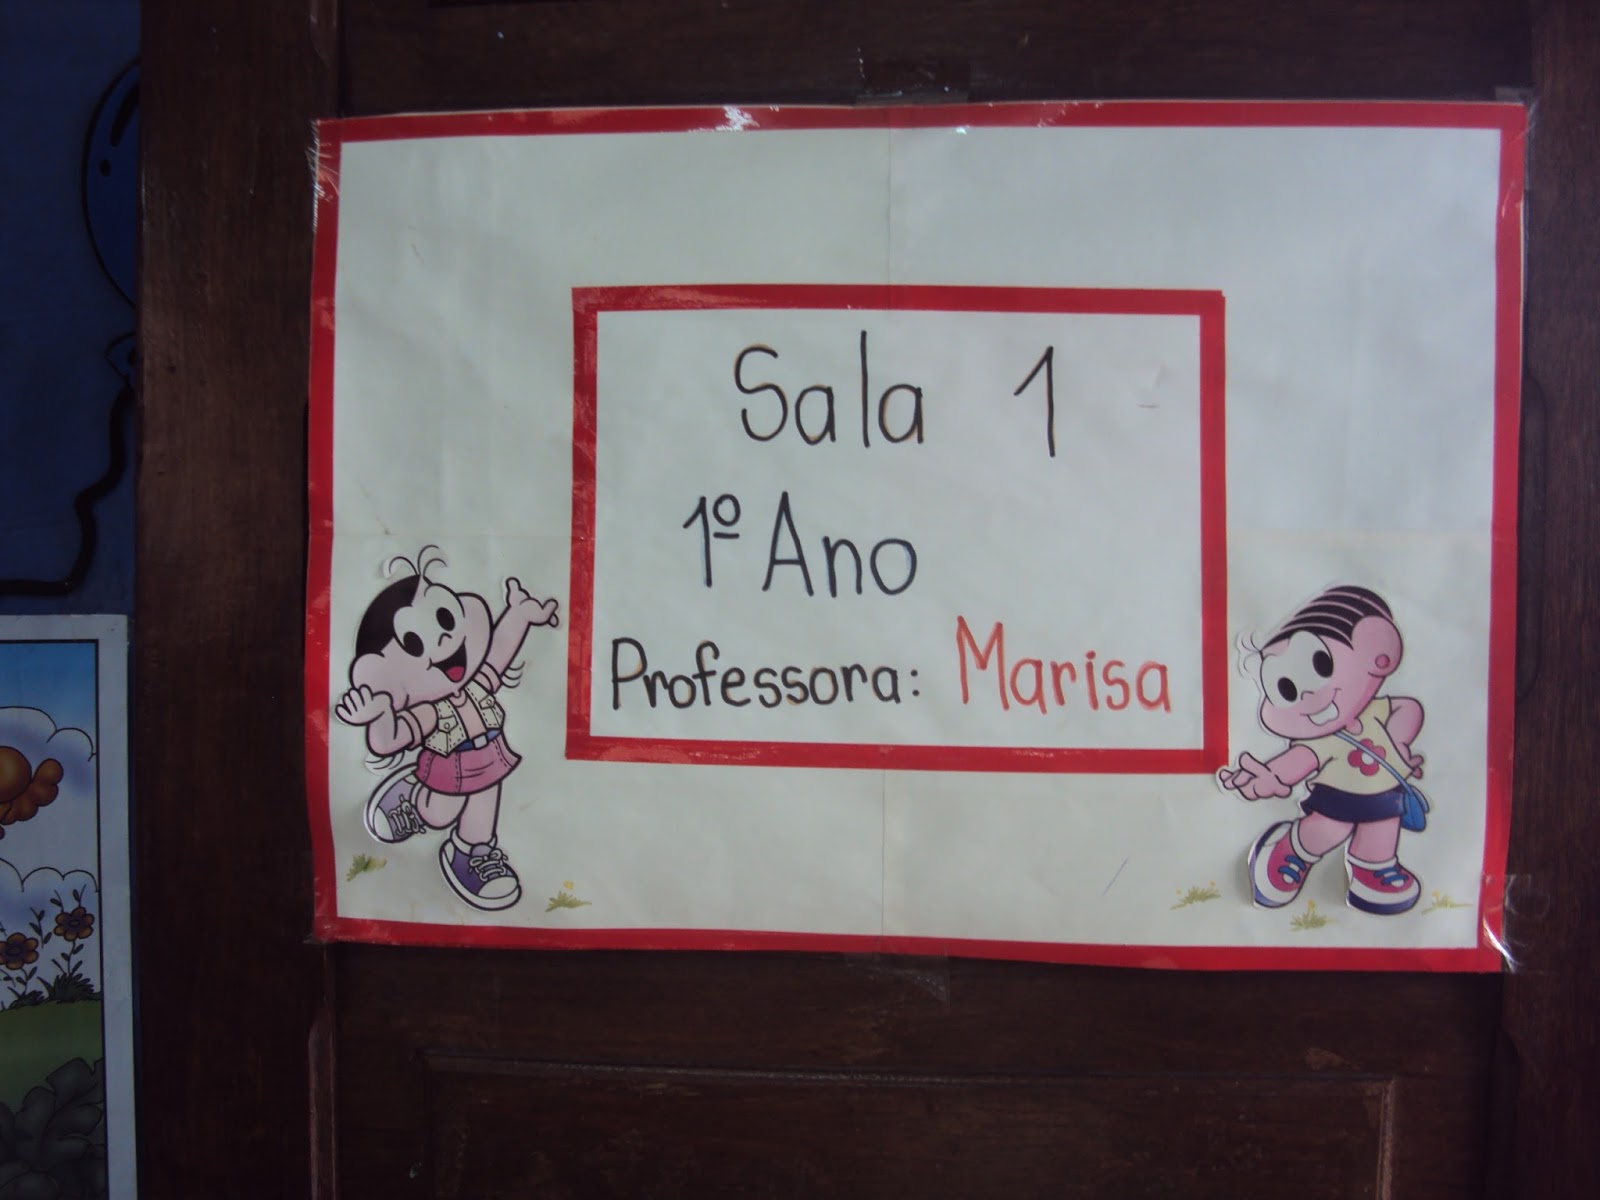 Sala 1
1º Ano
Professora: Marisa